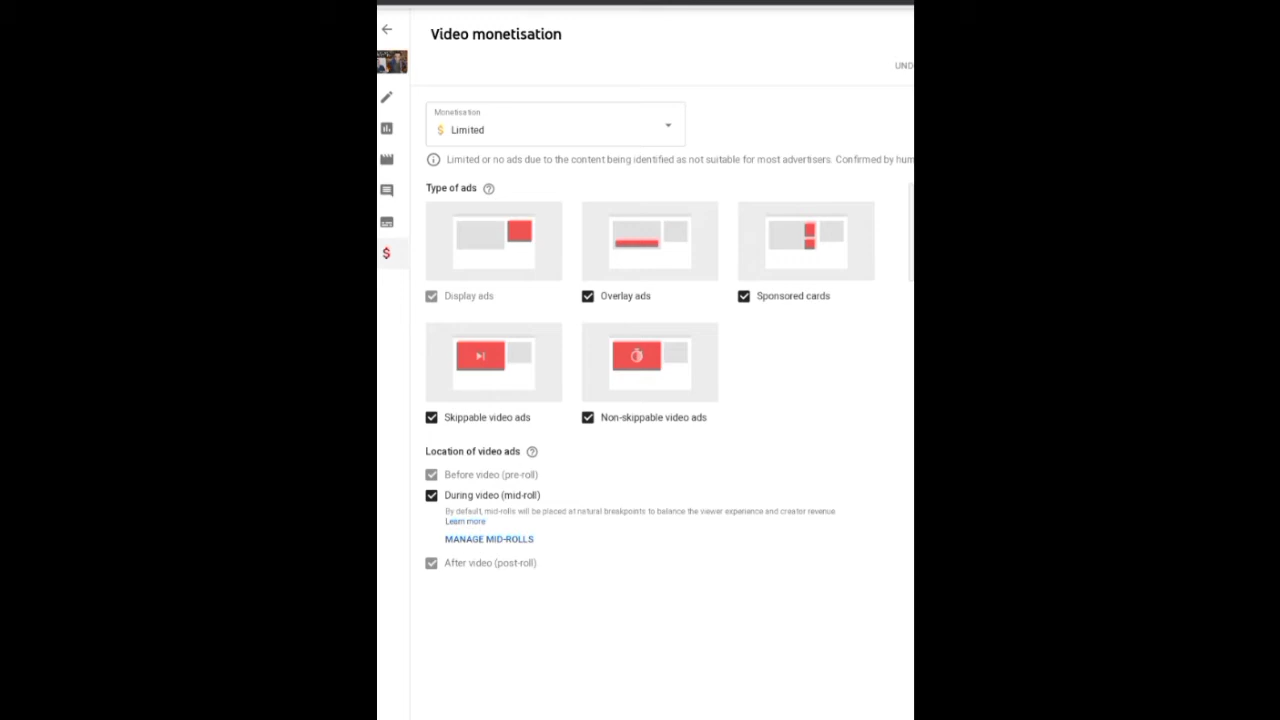 Video monetisation
UND
Monetisation
$ Limited
Limited or no ads due to the content being identified as not suitable for most advertisers. Confirmed by hum
Type of ads
Display ads
Overlay ads
Sponsored cards
Skippable video ads
Non-skippable video ads
Location of video ads
Before video (pre-roll)
During video (mid-roll)
By default, mid-rolls will be placed at natural breakpoints to balance the viewer experience and creator revenue
Learn more
MANAGE MID-ROLLS
After video (post-roll)